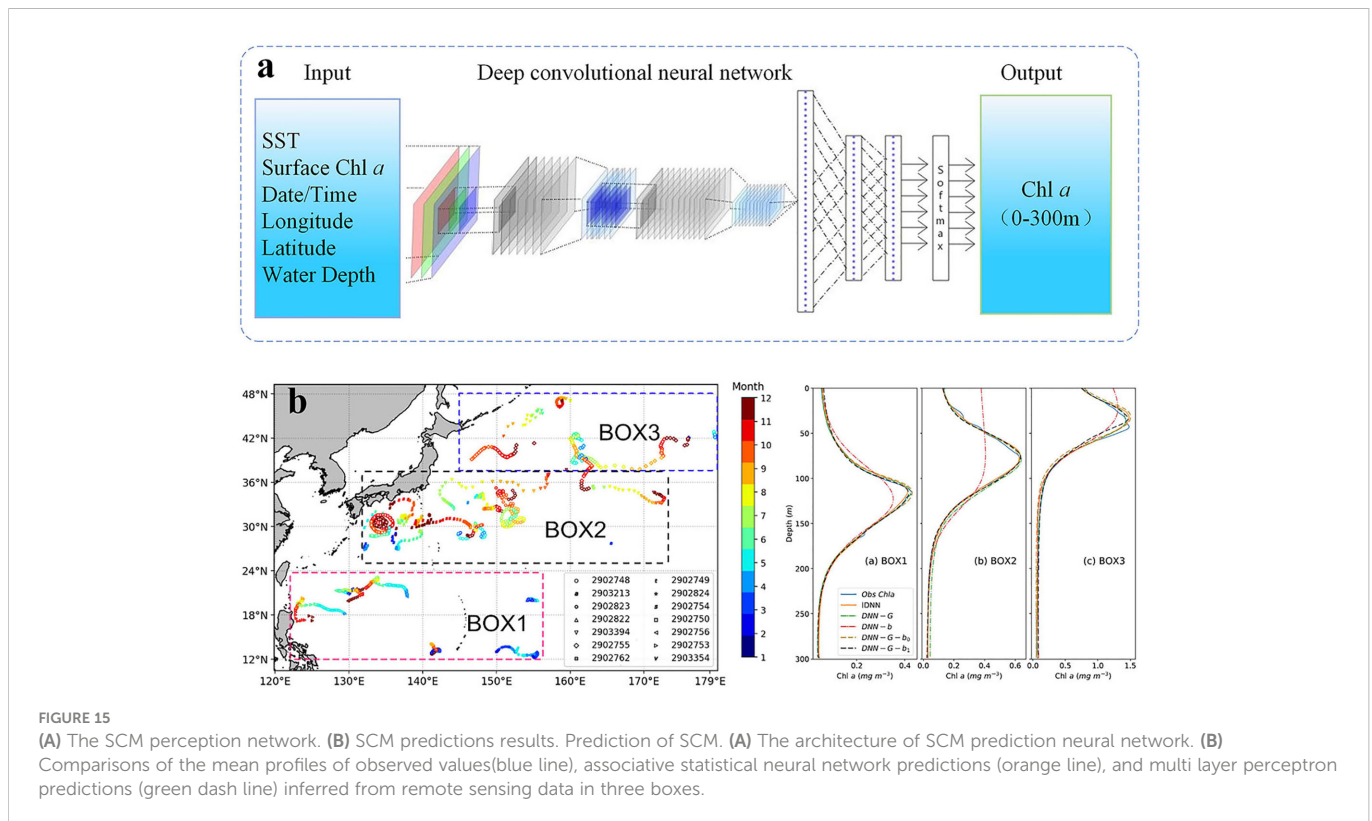 a
Input
Deep convolutional neural network
Output
SST
Surface Chl a
Date/Time
Longitude
Latitude
Water Depth
Softmax
Chl a
（0-300m）
b
48°N
42°N
36°N
30°N
24°N
18°N
12°N
120°E 130°E 140°E 150°E 160°E 170°E 179°E
BOX3
BOX2
BOX1
2902748 2902749
2903213 2902824
2902823 2902754
2902822 2902750
2903394 2902756
2902755 2902753
2902762 2903354
Month
12
11
10
9
8
7
6
5
4
3
2
1
Depth (m)
0
50
100
150
200
250
300
(a) BOX1
(b) BOX2
(c) BOX3
Obs Chla
IDNN
DNN−G
DNN−b
DNN−G−b₀
DNN−G−b₁
0.2 0.4
0.0 0.2 0.4 0.6
0.0 0.5 1.0 1.5
Chl a (mg m⁻³)
Chl a (mg m⁻³)
Chl a (mg m⁻³)
FIGURE 15
(A) The SCM perception network. (B) SCM predictions results. Prediction of SCM. (A) The architecture of SCM prediction neural network. (B)
Comparisons of the mean profiles of observed values(blue line), associative statistical neural network predictions (orange line), and multi layer perceptron
predictions (green dash line) inferred from remote sensing data in three boxes.